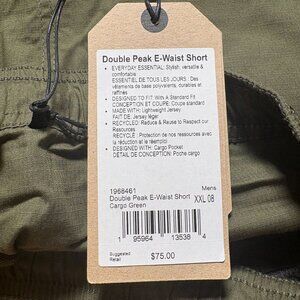 Double Peak E-Waist Short
• EVERYDAY ESSENTIAL: Stylish, versatile &
comfortable
ESSENTIEL DE TOUS LES JOURS : Des
vêtements de base polyvalents, durables et
raffinés
• DESIGNED TO FIT: With A Standard Fit
CONCEPTION ET COUPE: Coupe standard
• MADE WITH: Lightweight Jersey
FAIT DE: Jersey léger
• RECYCLED: Reduce & Reuse to Respect our
Resources
RECYCLÉ : Protection de nos ressources avec
la réduction et le réemploi
• DESIGNED WITH: Cargo Pocket
DÉTAIL DE CONCEPTION: Poche cargo
1968461
Mens
Double Peak E-Waist Short
XXL 08
Cargo Green
1 95964 13538 4
Suggested
Retail
$75.00